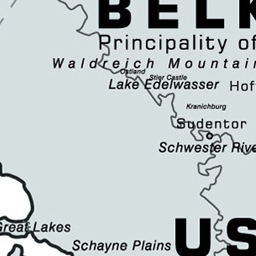 BELK
Principality of
Waldreich Mountain
Ostland
Stier Castle
Lake Edelwasser
Hof
Kranichburg
Sudentor
Schwester Rive
Great Lakes
Schayne Plains
US